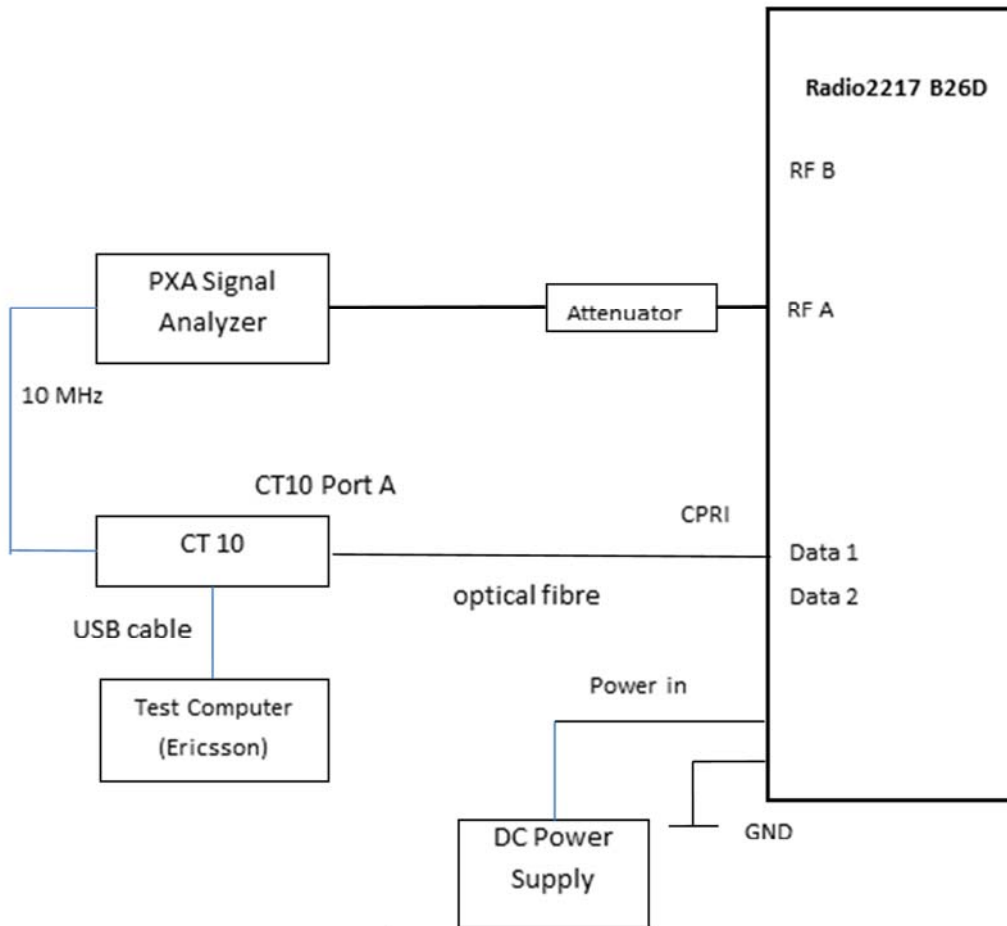 Radio2217 B26D
RF B
PXA Signal
Analyzer
Attenuator
RF A
10 MHz
CT10 Port A
CPRI
CT 10
Data 1
optical fibre
Data 2
USB cable
Power in
Test Computer
(Ericsson)
GND
DC Power
Supply